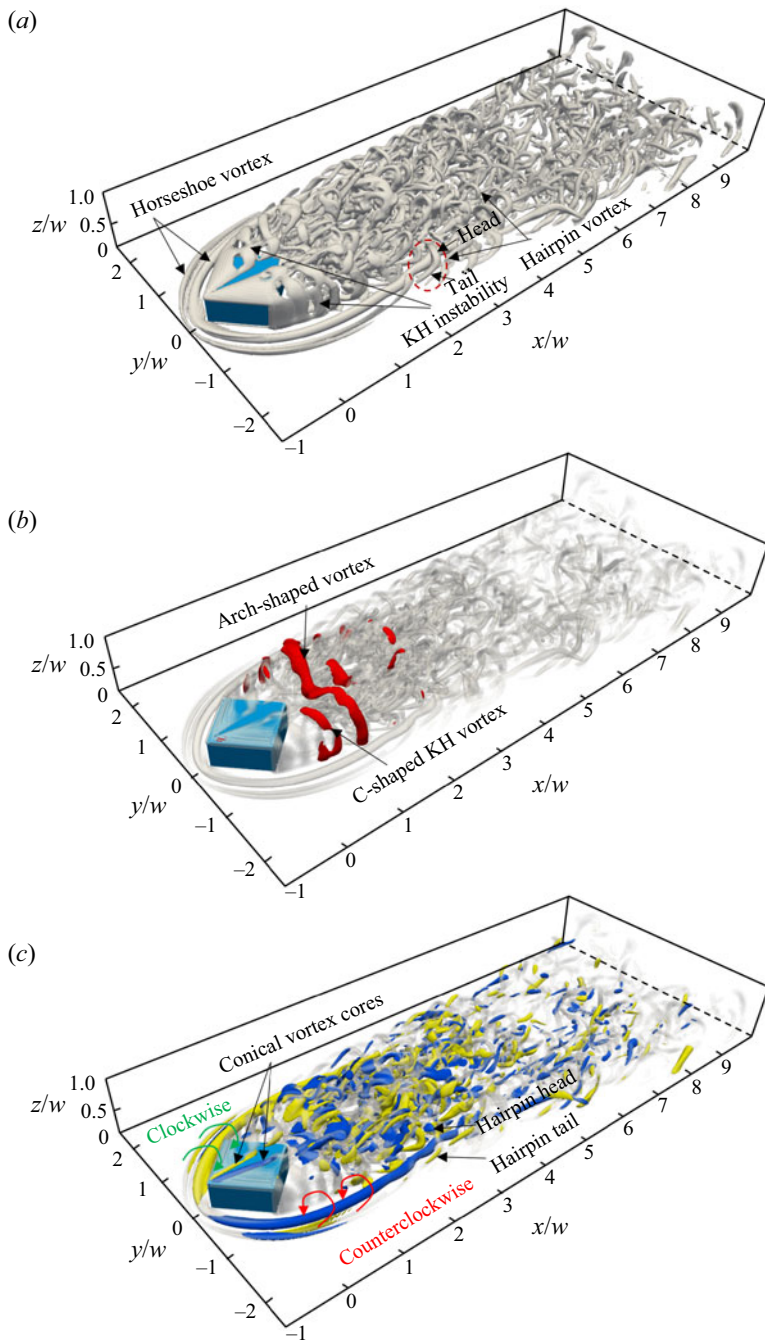 (a)
Horseshoe vortex
1.0
z/w 0.5
0
2
1
y/w 0
–1
–2
–1
0
1
2
3
4
5
6
7
8
9
x/w
Head
Tail
Hairpin vortex
KH instability
(b)
Arch-shaped vortex
1.0
z/w 0.5
0
2
1
y/w 0
–1
–2
–1
0
1
2
3
4
5
6
7
8
9
x/w
C-shaped KH vortex
(c)
Conical vortex cores
1.0
z/w 0.5
0
Clockwise
2
1
y/w 0
–1
–2
–1
0
1
2
3
4
5
6
7
8
9
x/w
Hairpin head
Hairpin tail
Counterclockwise